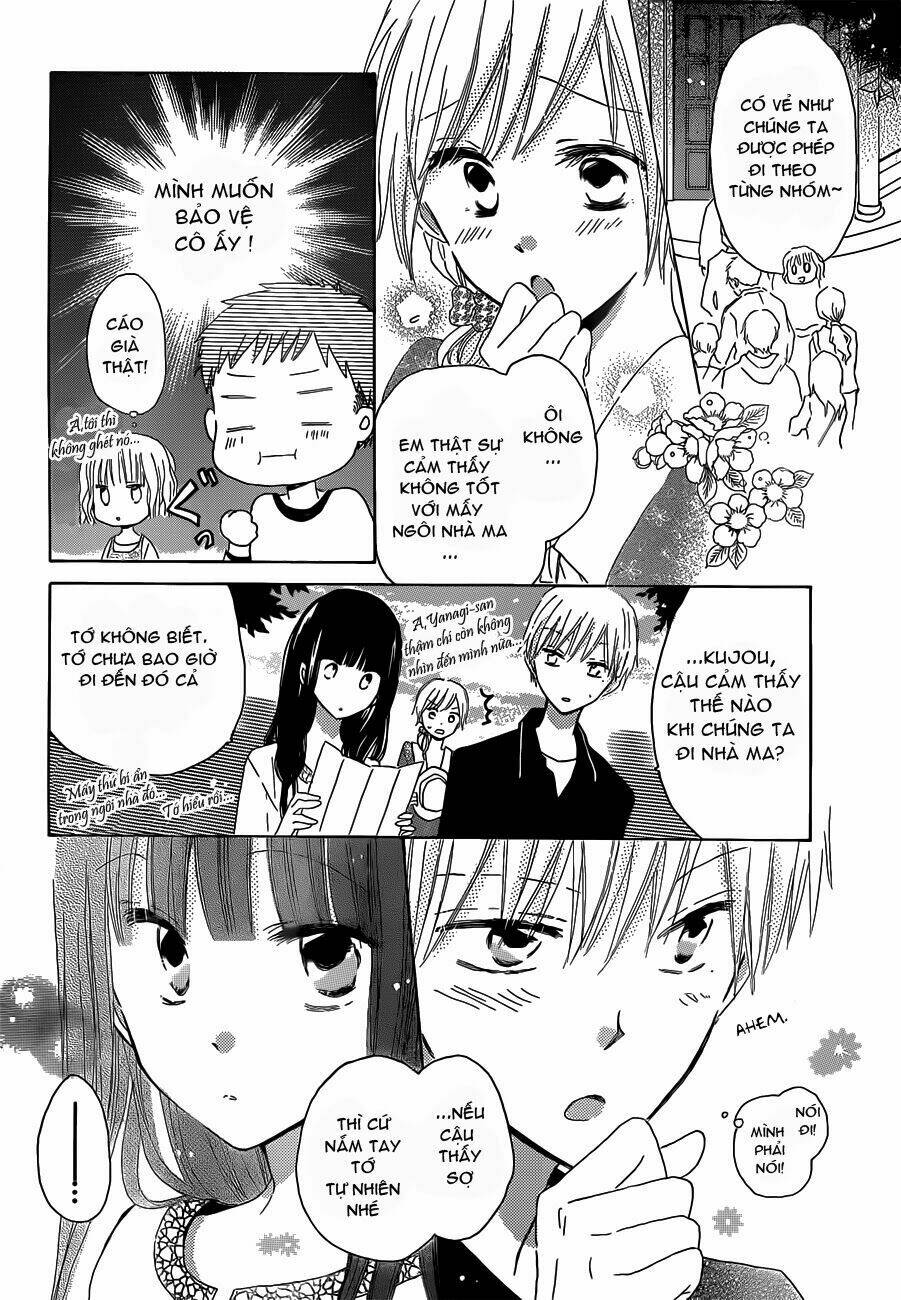 CÓ VẺ NHƯ
CHÚNG TA
ĐƯỢC PHÉP
ĐI THEO
TỪNG NHÓM~
ÔI
KHÔNG
...
EM THẬT SỰ
CẢM THẤY
KHÔNG TỐT
VỚI MẤY
NGÔI NHÀ MA
...
MÌNH MUỐN
BẢO VỆ
CÔ ẤY !
CÁO
GIÀ
THẬT!
À,tôi thì
không ghét nó...
...KUJOU,
CẬU CẢM THẤY
THẾ NÀO
KHI CHÚNG TA
ĐI NHÀ MA?
A,Yanagi-san
thậm chí còn không
nhìn đến mình nữa...
TỚ KHÔNG BIẾT,
TỚ CHƯA BAO GIỜ
ĐI ĐẾN ĐÓ CẢ
Mấy thứ bí ẩn
trong ngôi nhà đó...
Tớ hiểu rồi...
AHEM.
NÓI
ĐI!
MÌNH
PHẢI
NÓI!
...NẾU
CẬU
THẤY
SỢ
THÌ CỨ
NẮM TAY
TỚ
TỰ NHIÊN
NHÉ